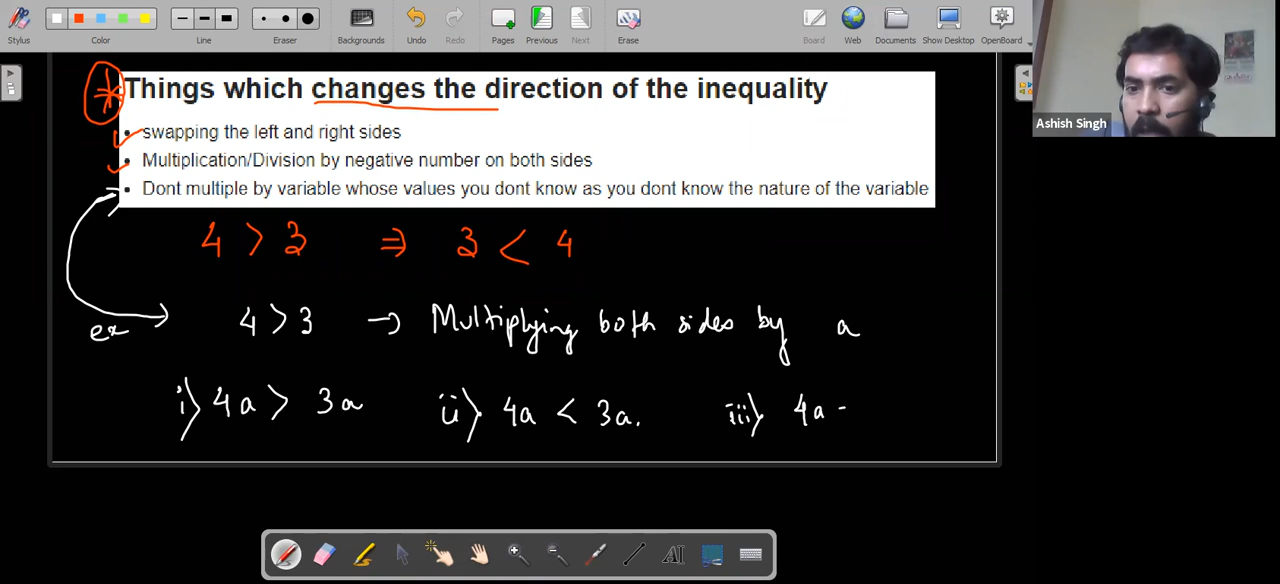 Stylus Color Line Eraser Backgrounds Undo Redo Pages Previous Next Erase Board Web Documents Show Desktop OpenBoard
Things which changes the direction of the inequality
• swapping the left and right sides
• Multiplication/Division by negative number on both sides
• Dont multiple by variable whose values you dont know as you dont know the nature of the variable
Ashish Singh
4 > 3 ⇒ 3 < 4
ex 4 > 3 → Multiplying both sides by a
i) 4a > 3a ii) 4a < 3a. iii) 4a -
AI